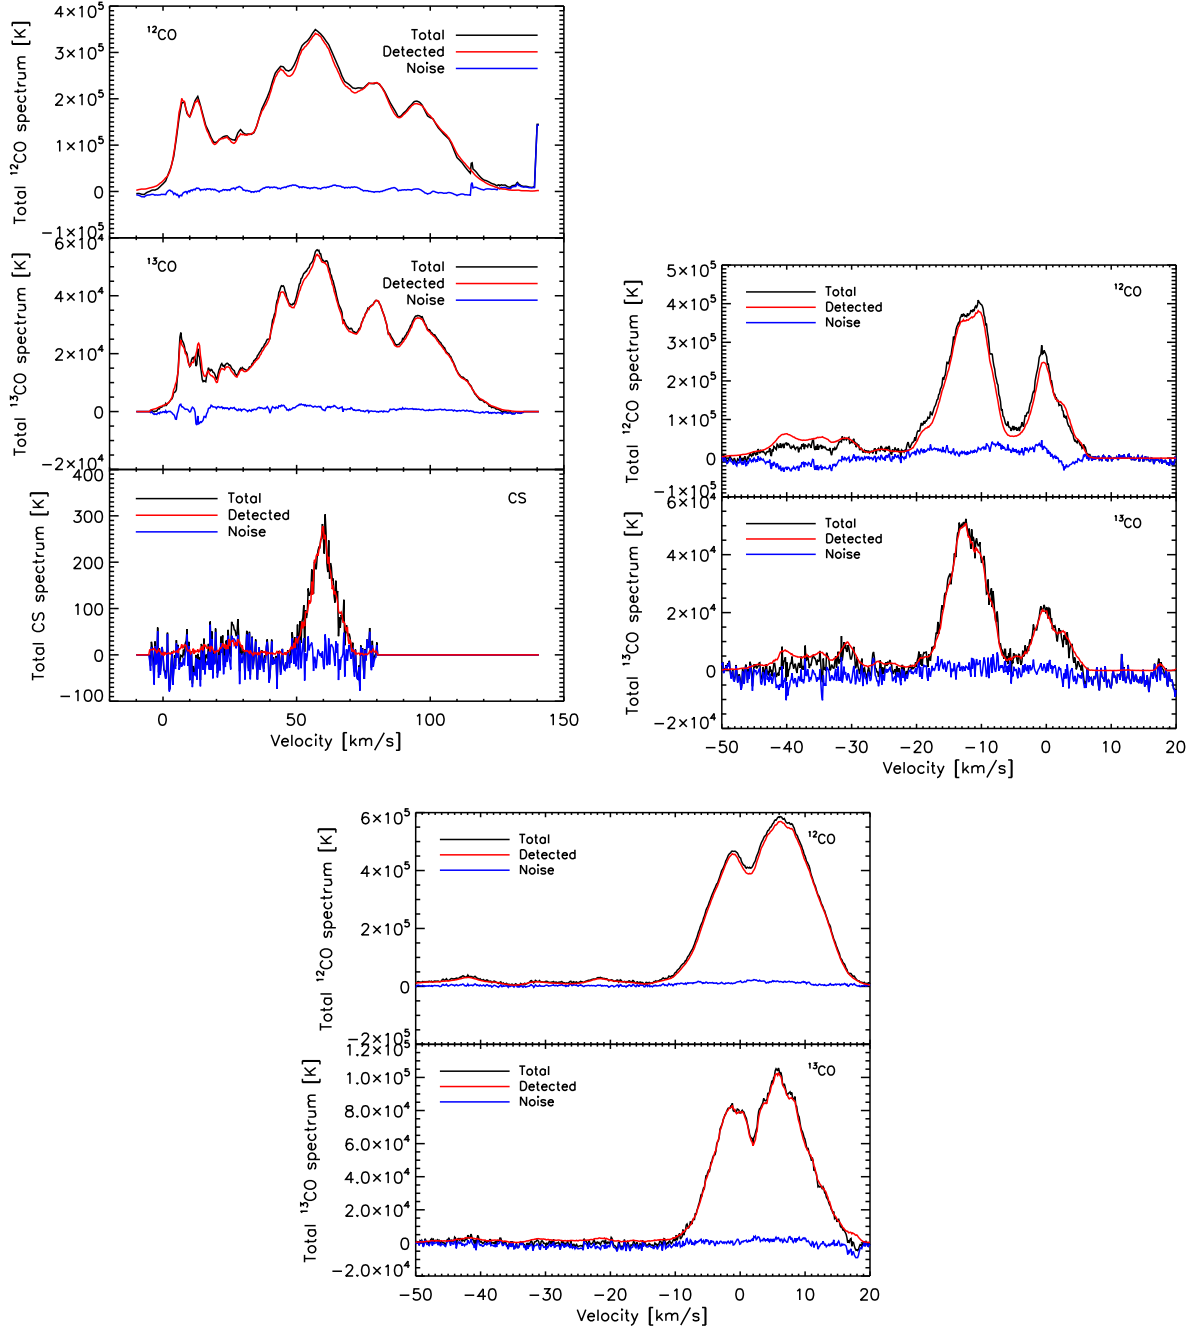 4×10⁵
3×10⁵
2×10⁵
1×10⁵
0
−1×10⁵
Total ¹²CO spectrum [K]
¹²CO
Total
Detected
Noise
6×10⁴
4×10⁴
2×10⁴
0
−2×10⁴
Total ¹³CO spectrum [K]
¹³CO
Total
Detected
Noise
400
300
200
100
0
−100
Total CS spectrum [K]
CS
Total
Detected
Noise
0 50 100 150
Velocity [km/s]
5×10⁵
4×10⁵
3×10⁵
2×10⁵
1×10⁵
0
−1×10⁵
Total ¹²CO spectrum [K]
¹²CO
Total
Detected
Noise
6×10⁴
4×10⁴
2×10⁴
0
−2×10⁴
Total ¹³CO spectrum [K]
¹³CO
Total
Detected
Noise
−50 −40 −30 −20 −10 0 10 20
Velocity [km/s]
6×10⁵
4×10⁵
2×10⁵
0
−2×10⁵
Total ¹²CO spectrum [K]
¹²CO
Total
Detected
Noise
1.2×10⁵
1.0×10⁴
8.0×10⁴
6.0×10⁴
4.0×10⁴
2.0×10⁴
0
−2.0×10⁴
Total ¹³CO spectrum [K]
¹³CO
Total
Detected
Noise
−50 −40 −30 −20 −10 0 10 20
Velocity [km/s]